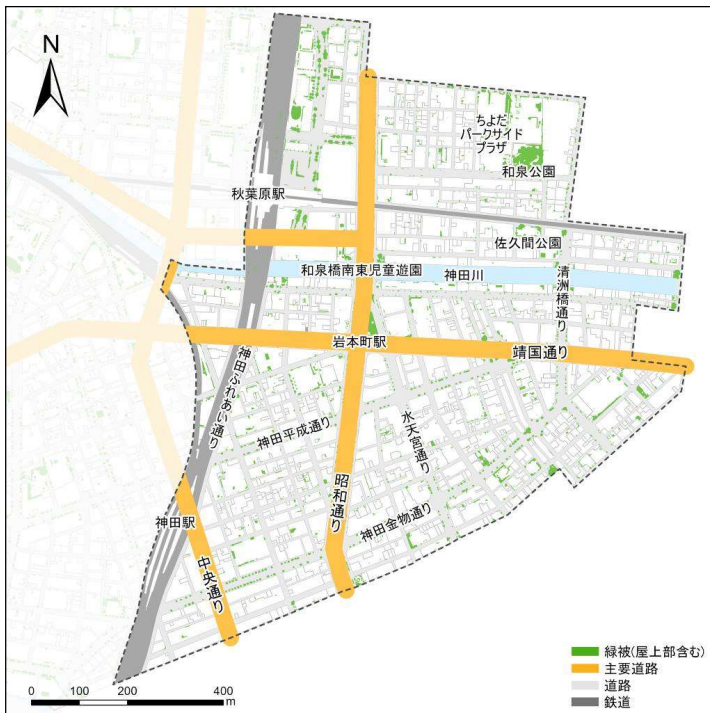 N
ちよだ
パークサイド
プラザ
和泉公園
秋葉原駅
佐久間公園
和泉橋南東児童遊園
神田川
清洲橋通り
岩本町駅
靖国通り
神田ふれあい通り
神田平成通り
水天宮通り
昭和通り
神田金物通り
神田駅
中央通り
緑被(屋上部含む)
主要道路
道路
鉄道
0 100 200 400
m